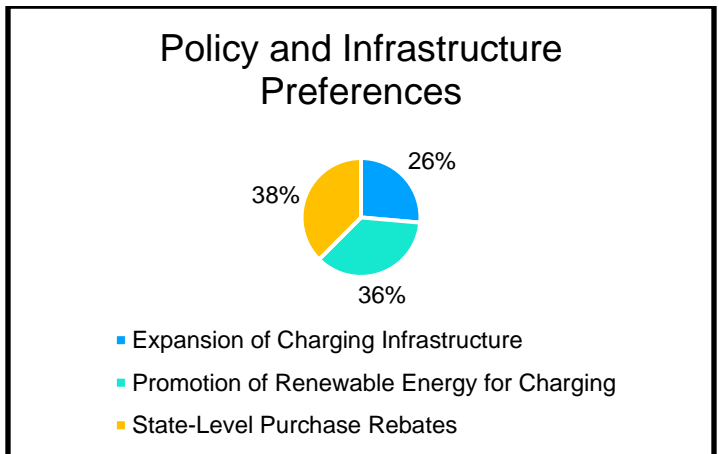 Policy and Infrastructure
Preferences
26%
38%
36%
Expansion of Charging Infrastructure
Promotion of Renewable Energy for Charging
State-Level Purchase Rebates